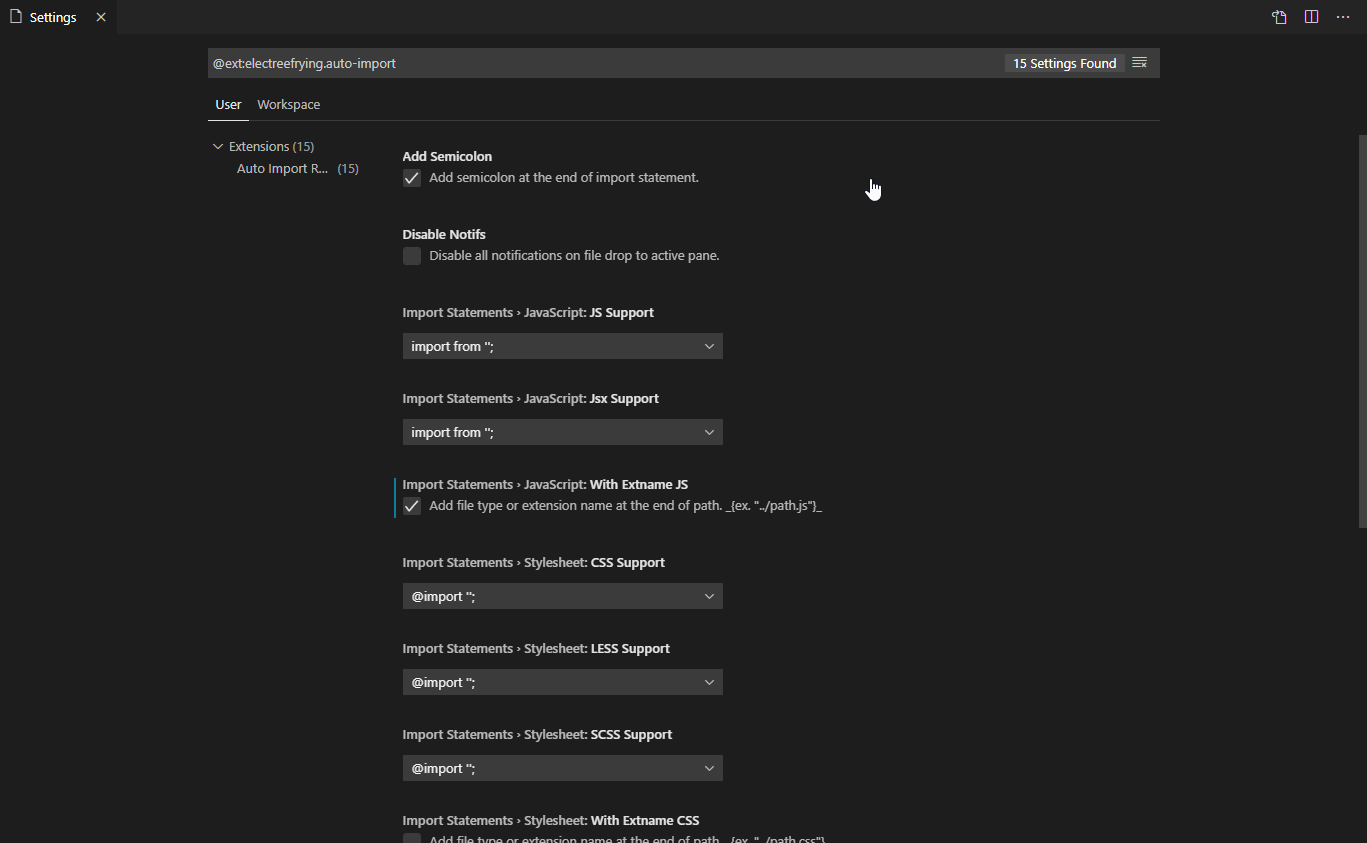 Settings
@ext:electreefrying.auto-import
15 Settings Found
User Workspace
Extensions (15)
Auto Import R... (15)
Add Semicolon
Add semicolon at the end of import statement.
Disable Notifs
Disable all notifications on file drop to active pane.
Import Statements › JavaScript: JS Support
import from '';
Import Statements › JavaScript: Jsx Support
import from '';
Import Statements › JavaScript: With Extname JS
Add file type or extension name at the end of path. _{ex. "../path.js"}_
Import Statements › Stylesheet: CSS Support
@import '';
Import Statements › Stylesheet: LESS Support
@import '';
Import Statements › Stylesheet: SCSS Support
@import '';
Import Statements › Stylesheet: With Extname CSS
Add file type or extension name at the end of path. _{ex. "../path.css"}_